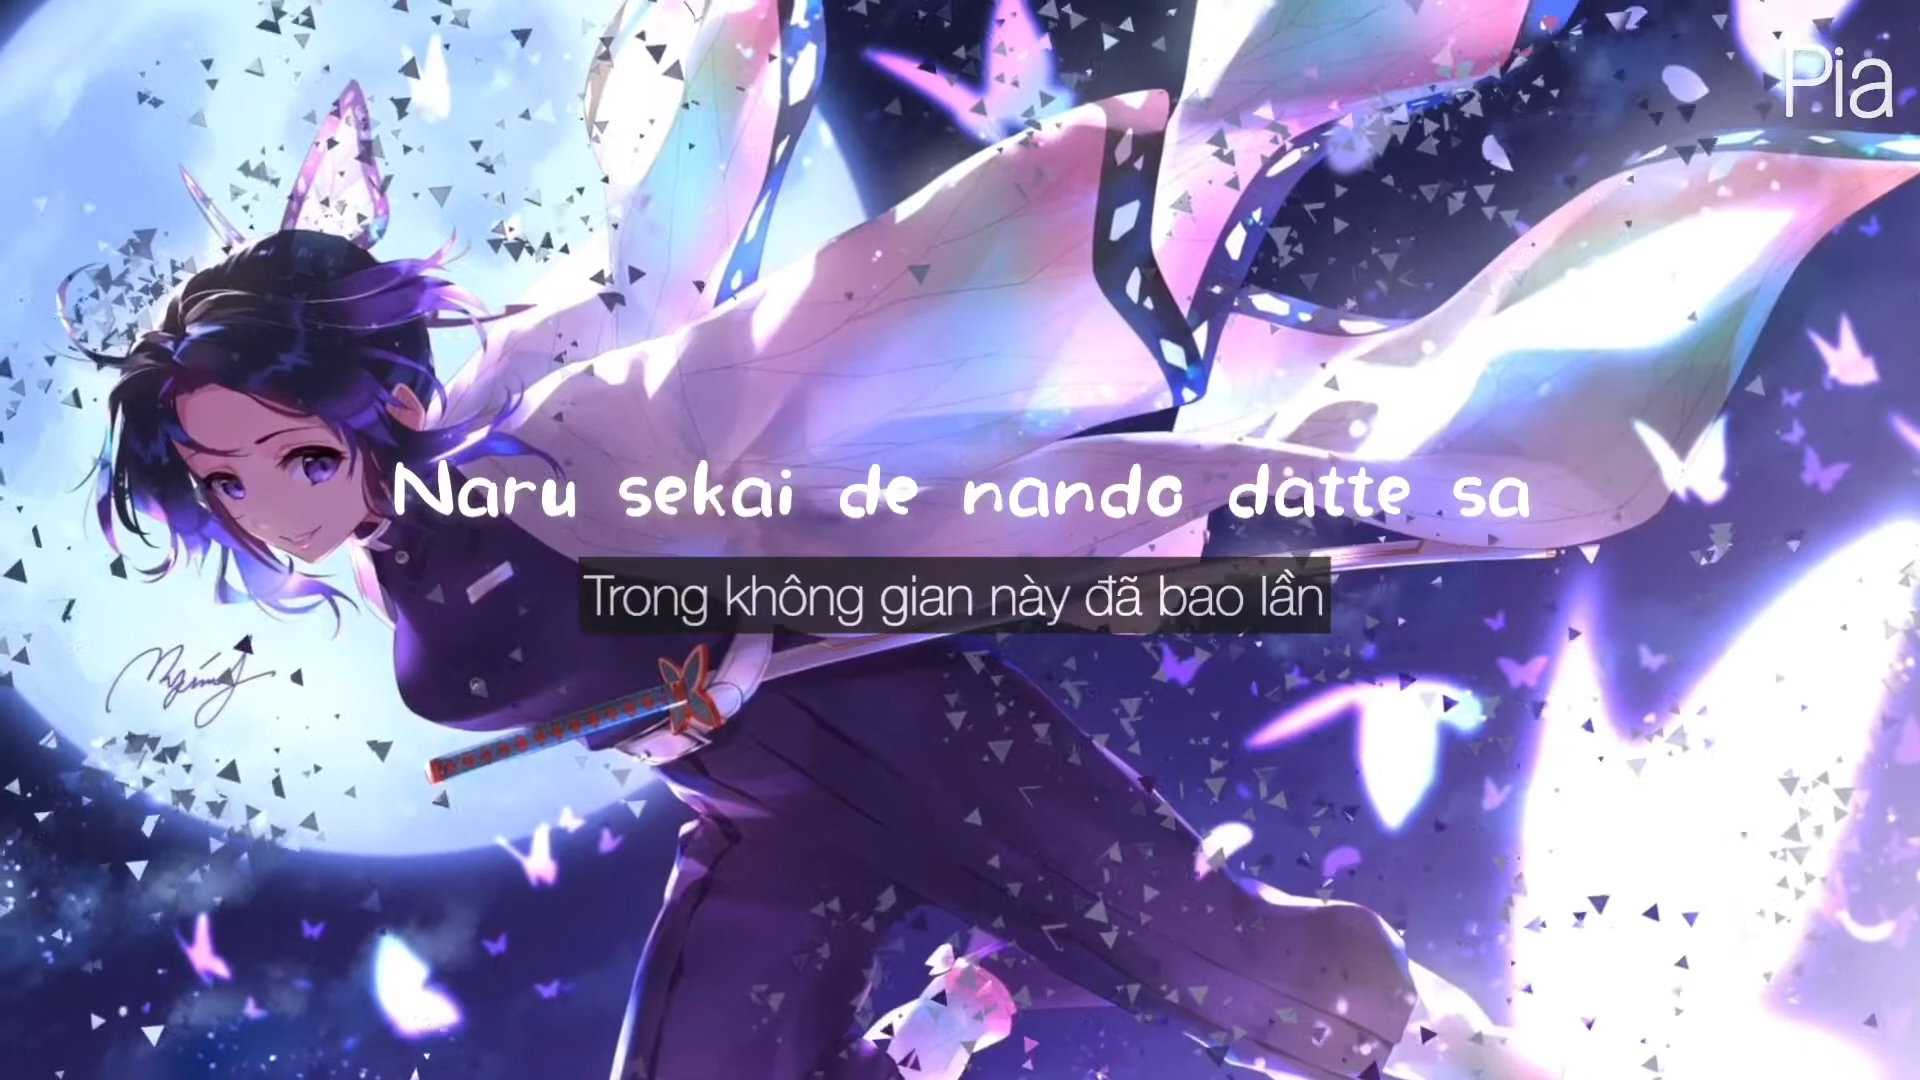 Pia
Naru sekai de nando datte sa
Trong không gian này đã bao lần